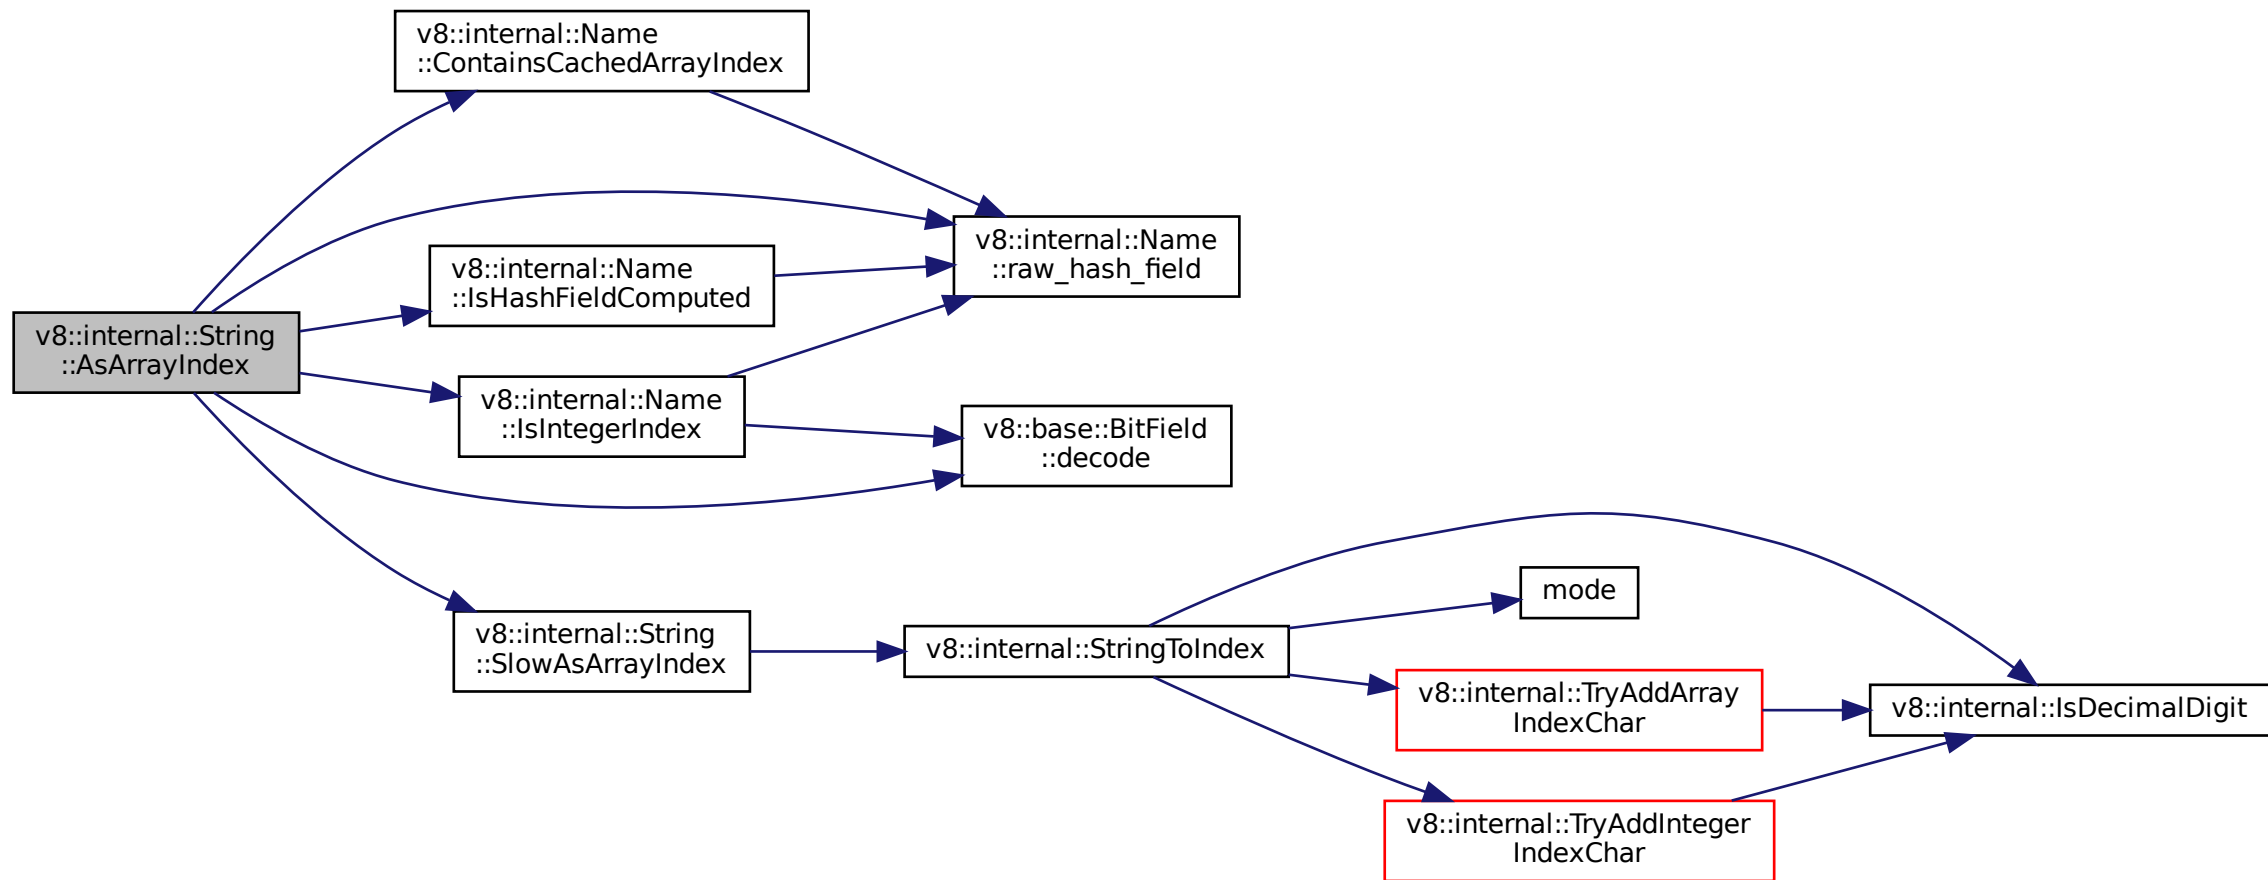 v8::internal::Name
::ContainsCachedArrayIndex
v8::internal::Name
::raw_hash_field
v8::internal::Name
::IsHashFieldComputed
v8::internal::String
::AsArrayIndex
v8::internal::Name
::IsIntegerIndex
v8::base::BitField
::decode
mode
v8::internal::String
::SlowAsArrayIndex
v8::internal::StringToIndex
v8::internal::TryAddArray
IndexChar
v8::internal::IsDecimalDigit
v8::internal::TryAddInteger
IndexChar